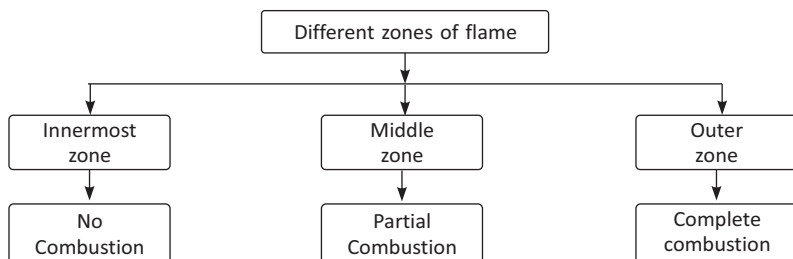 Different zones of flame
Innermost
zone
Middle
zone
Outer
zone
No
Combustion
Partial
Combustion
Complete
combustion